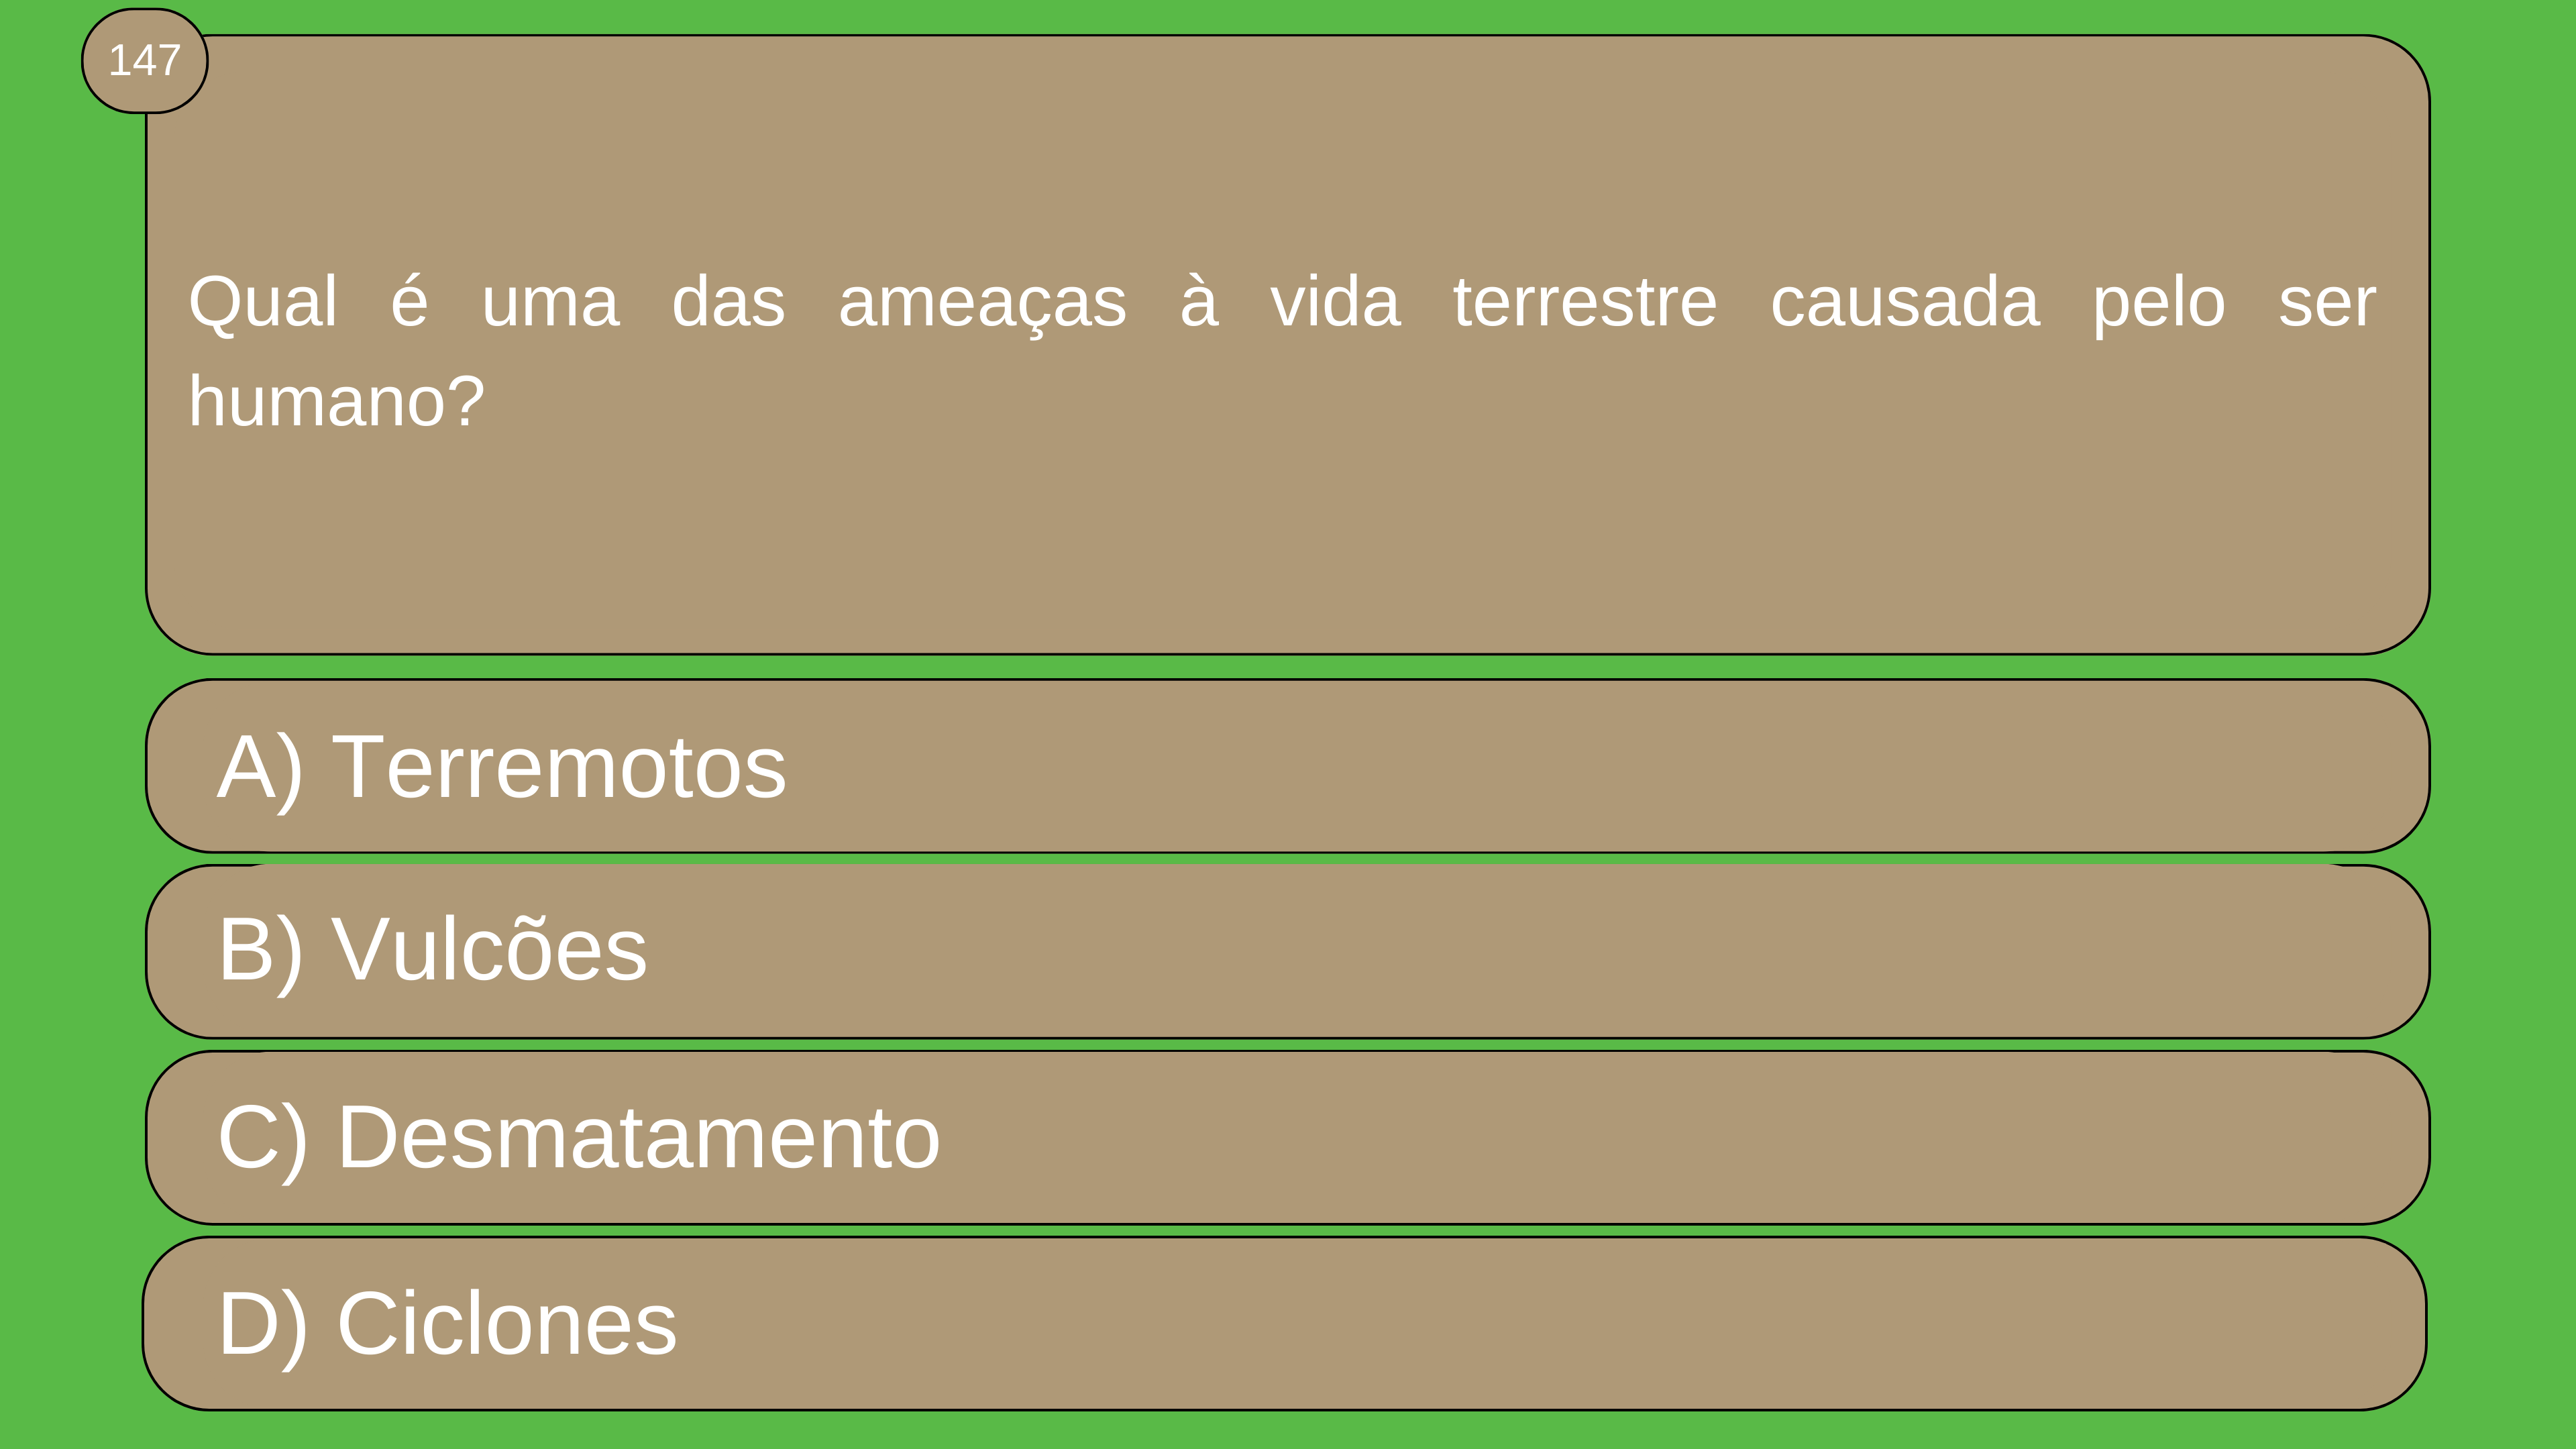 147
Qual é uma das ameaças à vida terrestre causada pelo ser
humano?
A) Terremotos
B) Vulcões
C) Desmatamento
D) Ciclones